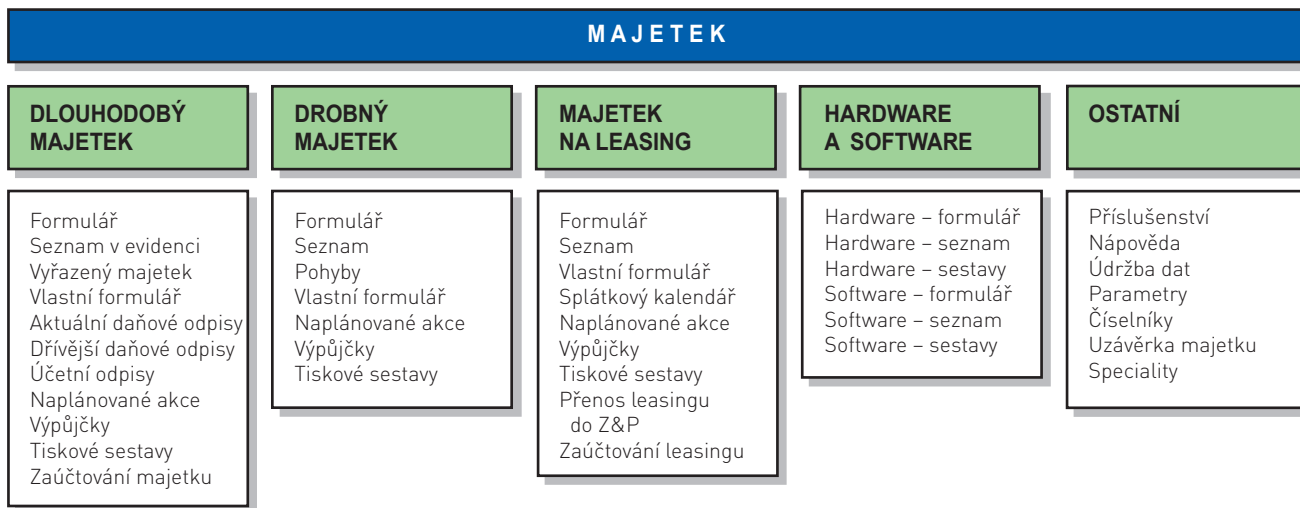 MAJETEK
DLOUHODOBÝ
MAJETEK
Formulář
Seznam v evidenci
Vyřazený majetek
Vlastní formulář
Aktuální daňové odpisy
Dřívější daňové odpisy
Účetní odpisy
Naplánované akce
Výpůjčky
Tiskové sestavy
Zaúčtování majetku
DROBNÝ
MAJETEK
Formulář
Seznam
Pohyby
Vlastní formulář
Naplánované akce
Výpůjčky
Tiskové sestavy
MAJETEK
NA LEASING
Formulář
Seznam
Vlastní formulář
Splátkový kalendář
Naplánované akce
Výpůjčky
Tiskové sestavy
Přenos leasingu
do Z&P
Zaúčtování leasingu
HARDWARE
A SOFTWARE
Hardware – formulář
Hardware – seznam
Hardware – sestavy
Software – formulář
Software – seznam
Software – sestavy
OSTATNÍ
Příslušenství
Nápověda
Údržba dat
Parametry
Číselníky
Uzávěrka majetku
Speciality